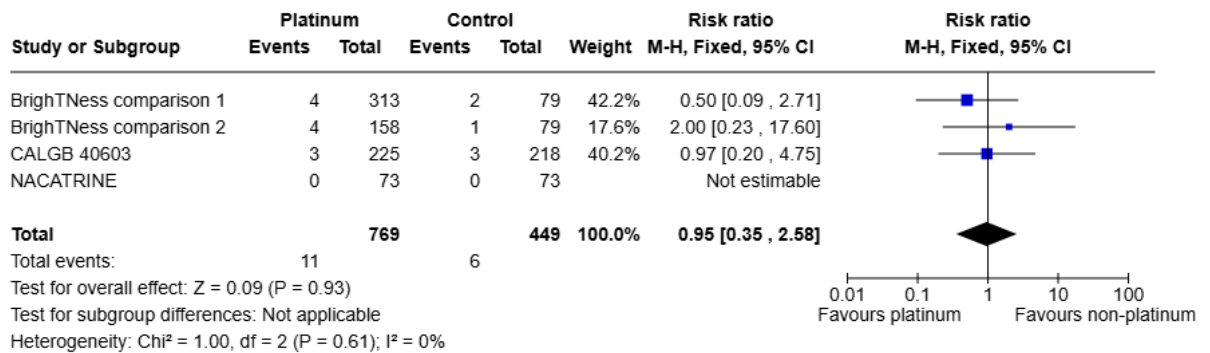 Platinum Control Risk ratio Risk ratio
Study or Subgroup Events Total Events Total Weight M-H, Fixed, 95% CI M-H, Fixed, 95% CI
BrighTNess comparison 1 4 313 2 79 42.2% 0.50 [0.09 , 2.71]
BrighTNess comparison 2 4 158 1 79 17.6% 2.00 [0.23 , 17.60]
CALGB 40603 3 225 3 218 40.2% 0.97 [0.20 , 4.75]
NACATRINE 0 73 0 73 Not estimable
Total 769 449 100.0% 0.95 [0.35 , 2.58]
Total events: 11 6
Test for overall effect: Z = 0.09 (P = 0.93)
Test for subgroup differences: Not applicable
Heterogeneity: Chi² = 1.00, df = 2 (P = 0.61); I² = 0%
0.01 0.1 1 10 100
Favours platinum Favours non-platinum